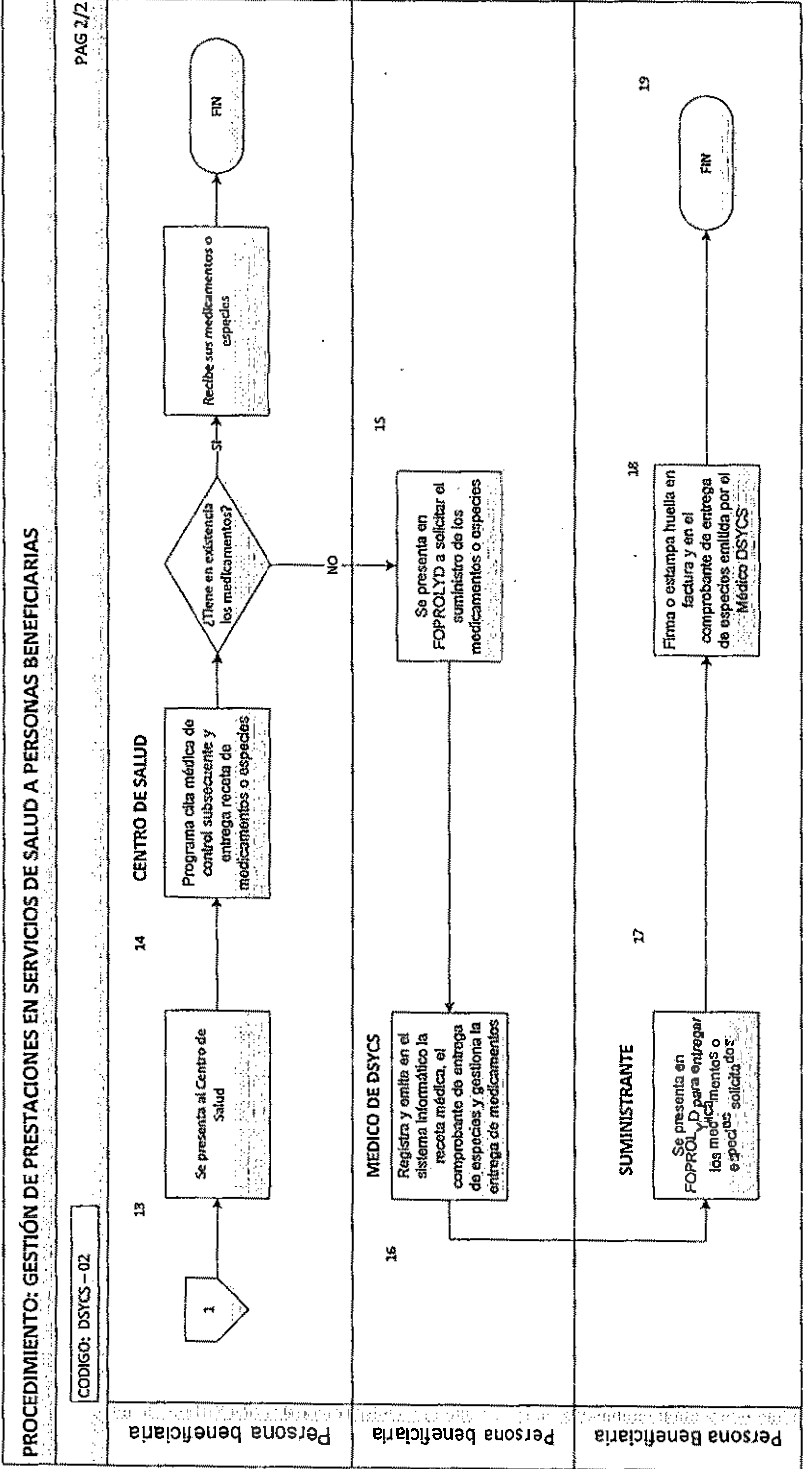 PROCEDIMIENTO: GESTIÓN DE PRESTACIONES EN SERVICIOS DE SALUD A PERSONAS BENEFICIARIAS
CODIGO: DSYCS – 02
PAG 2/2
Persona beneficiaria
1
13
Se presenta al Centro de
Salud
14
CENTRO DE SALUD
Programa cita médica de
control subsecuente y
entrega receta de
medicamentos o especies
¿Tiene en existencia
los medicamentos?
SI
NO
Recibe sus medicamentos o
especies
FIN
Persona beneficiaria
15
Se presenta en
FOPROLYD a solicitar el
suministro de los
medicamentos o especies
16
MEDICO DE DSYCS
Registra y emite en el
sistema informático la
receta médica, el
comprobante de entrega
de especies y gestiona la
entrega de medicamentos
Persona Beneficiaria
17
SUMINISTRANTE
Se presenta en
FOPROLYD para entregar
los medicamentos o
especies solicitados
18
Firma o estampa huella en
factura y en el
comprobante de entrega
de especies emitida por el
Médico DSYCS
19
FIN